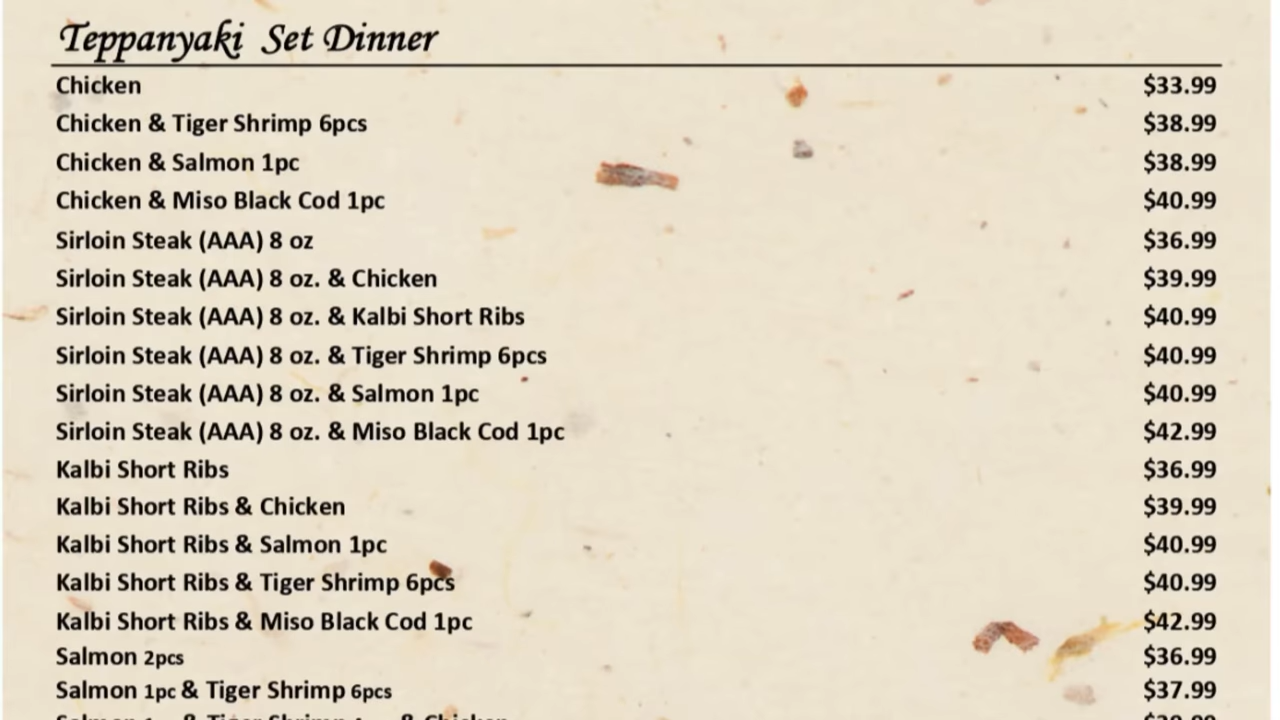 Teppanyaki Set Dinner
Chicken $33.99
Chicken & Tiger Shrimp 6pcs $38.99
Chicken & Salmon 1pc $38.99
Chicken & Miso Black Cod 1pc $40.99
Sirloin Steak (AAA) 8 oz $36.99
Sirloin Steak (AAA) 8 oz. & Chicken $39.99
Sirloin Steak (AAA) 8 oz. & Kalbi Short Ribs $40.99
Sirloin Steak (AAA) 8 oz. & Tiger Shrimp 6pcs $40.99
Sirloin Steak (AAA) 8 oz. & Salmon 1pc $40.99
Sirloin Steak (AAA) 8 oz. & Miso Black Cod 1pc $42.99
Kalbi Short Ribs $36.99
Kalbi Short Ribs & Chicken $39.99
Kalbi Short Ribs & Salmon 1pc $40.99
Kalbi Short Ribs & Tiger Shrimp 6pcs $40.99
Kalbi Short Ribs & Miso Black Cod 1pc $42.99
Salmon 2pcs $36.99
Salmon 1pc & Tiger Shrimp 6pcs $37.99
Salmon & Tiger Shrimp & Chicken